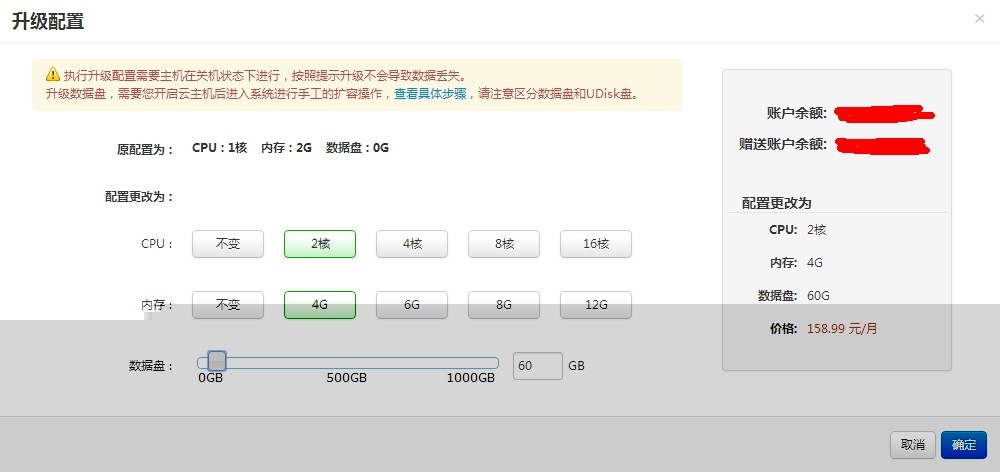 升级配置
×
执行升级配置需要主机在关机状态下进行，按照提示升级不会导致数据丢失。
升级数据盘，需要您开启云主机后进入系统进行手工的扩容操作，查看具体步骤，请注意区分数据盘和UDisk盘。
原配置为： CPU：1核 内存：2G 数据盘：0G
配置更改为：
CPU： 不变 2核 4核 8核 16核
内存： 不变 4G 6G 8G 12G
数据盘： 60 GB
0GB 500GB 1000GB
账户余额:
赠送账户余额:
配置更改为
CPU: 2核
内存: 4G
数据盘: 60G
价格: 158.99 元/月
取消 确定